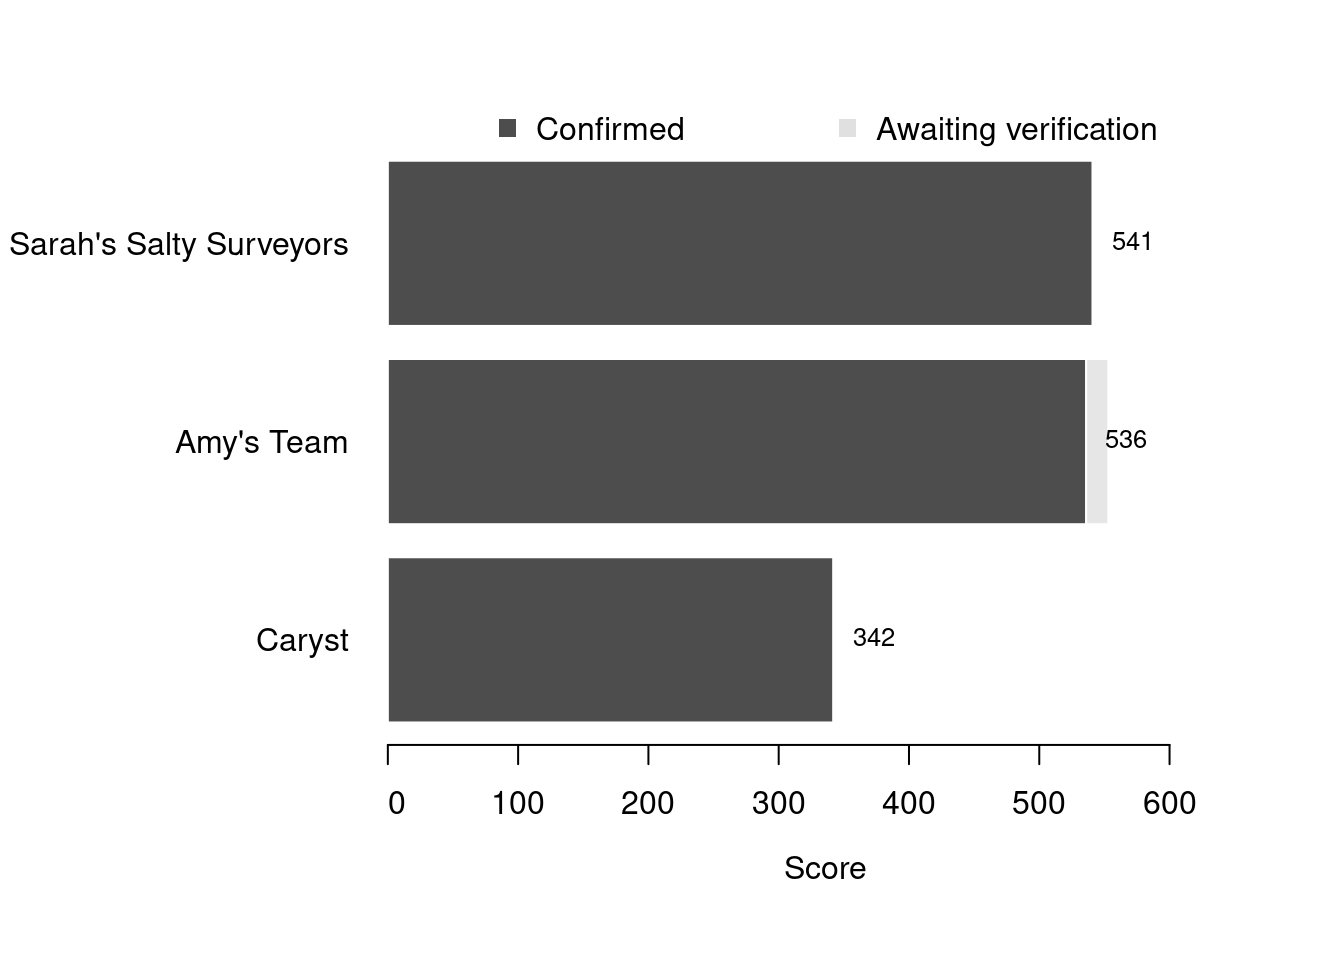 Confirmed Awaiting verification
Sarah's Salty Surveyors 541
Amy's Team 536
Caryst 342
0 100 200 300 400 500 600
Score